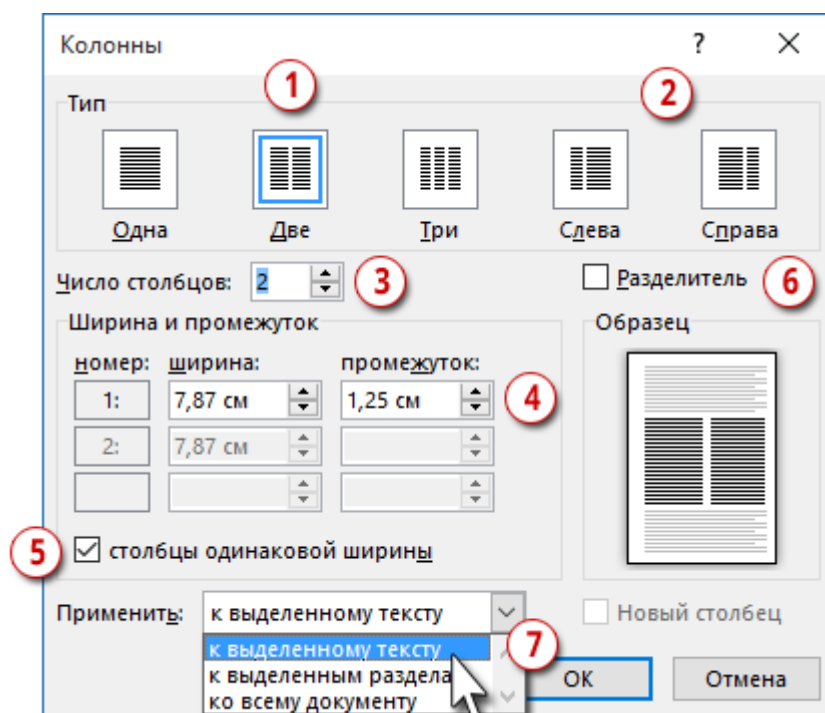 Колонны ? ×
1 2
Тип
Одна Две Три Слева Справа
Число столбцов: 2 3 Разделитель 6
Ширина и промежуток Образец
номер: ширина: промежуток:
1: 7,87 см 1,25 см 4
2: 7,87 см
5 столбцы одинаковой ширины
Применить: к выделенному тексту Новый столбец
к выделенному тексту 7
к выделенным раздела ОК Отмена
ко всему документу